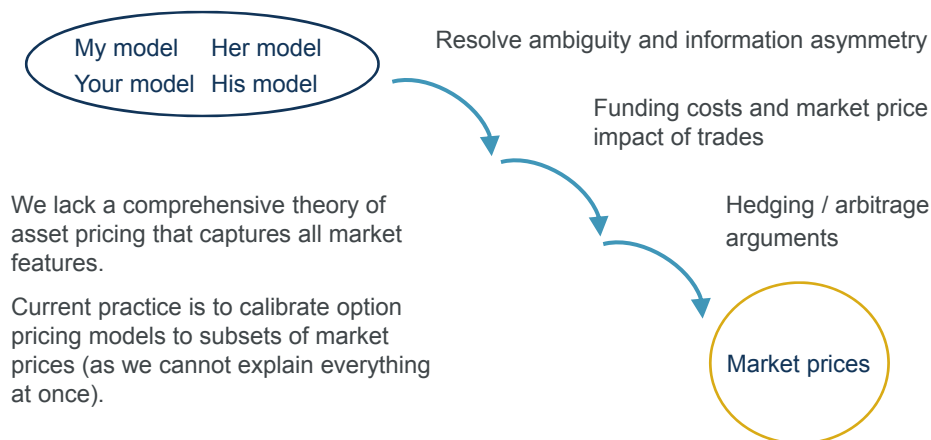 My model Her model
Your model His model
Resolve ambiguity and information asymmetry
Funding costs and market price
impact of trades
Hedging / arbitrage
arguments
We lack a comprehensive theory of
asset pricing that captures all market
features.
Current practice is to calibrate option
pricing models to subsets of market
prices (as we cannot explain everything
at once).
Market prices